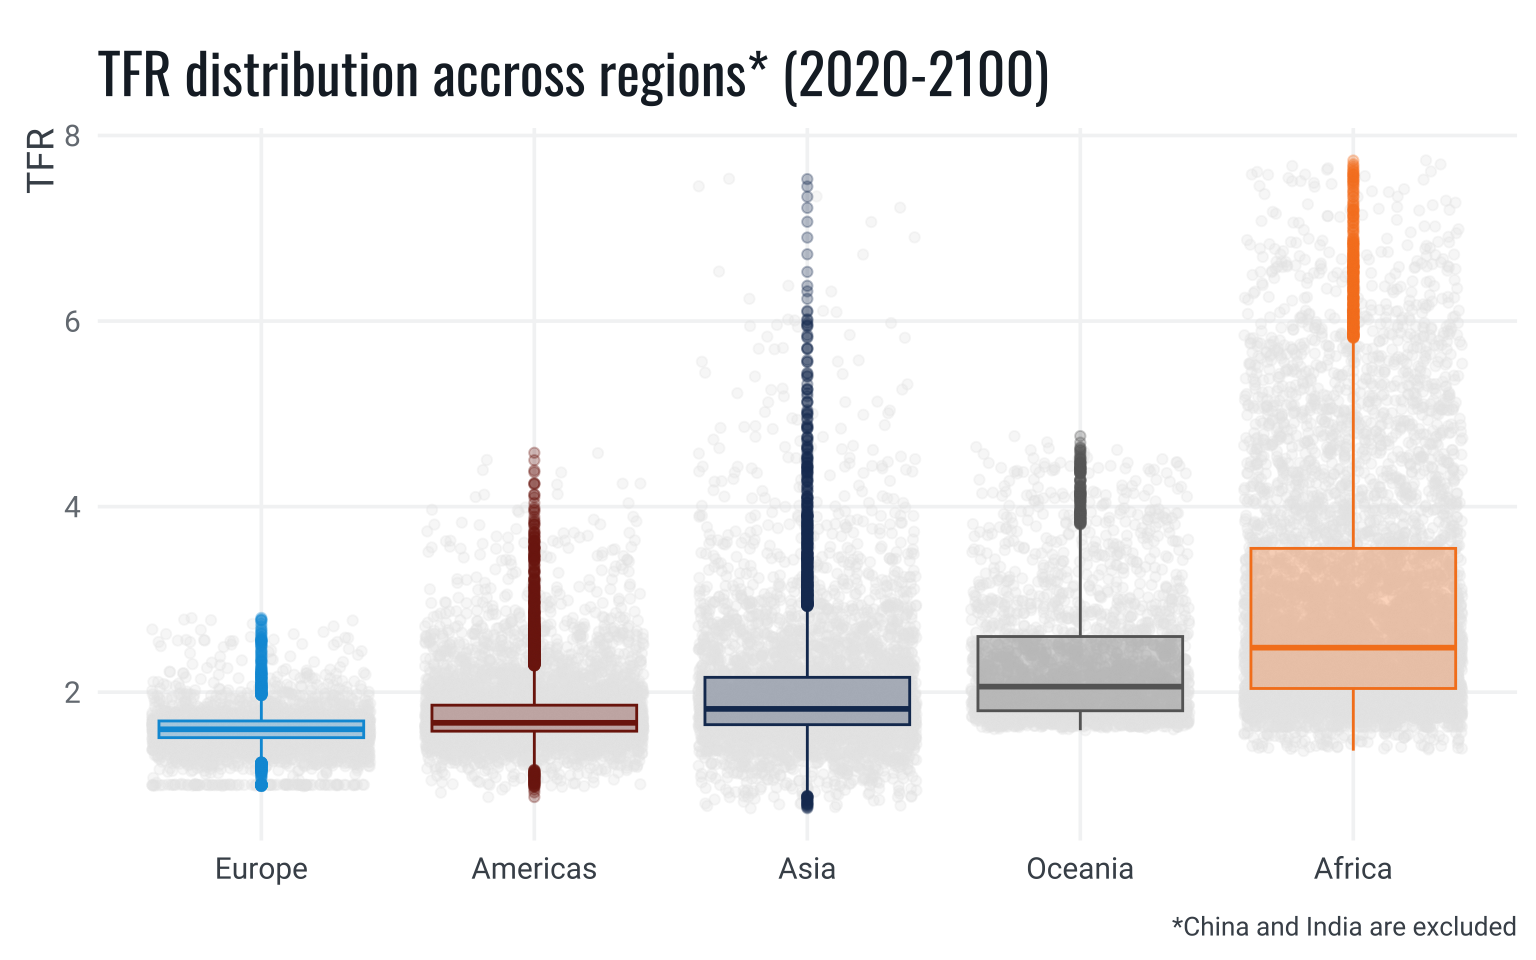 TFR distribution accross regions* (2020-2100)
TFR
8
6
4
2
Europe Americas Asia Oceania Africa
*China and India are excluded